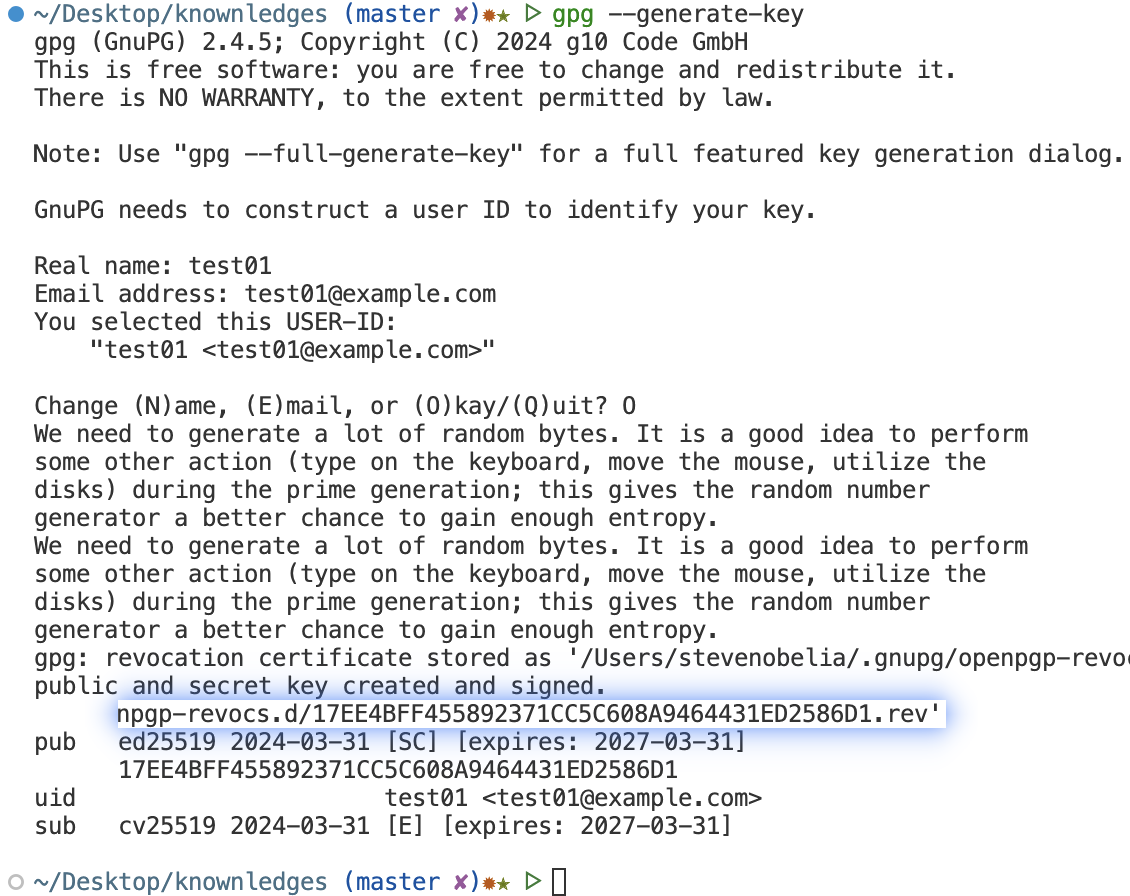 ~/Desktop/knownledges (master ✘)✹★ ▷ gpg --generate-key
gpg (GnuPG) 2.4.5; Copyright (C) 2024 g10 Code GmbH
This is free software: you are free to change and redistribute it.
There is NO WARRANTY, to the extent permitted by law.
Note: Use "gpg --full-generate-key" for a full featured key generation dialog.
GnuPG needs to construct a user ID to identify your key.
Real name: test01
Email address: test01@example.com
You selected this USER-ID:
"test01 <test01@example.com>"
Change (N)ame, (E)mail, or (O)kay/(Q)uit? O
We need to generate a lot of random bytes. It is a good idea to perform
some other action (type on the keyboard, move the mouse, utilize the
disks) during the prime generation; this gives the random number
generator a better chance to gain enough entropy.
We need to generate a lot of random bytes. It is a good idea to perform
some other action (type on the keyboard, move the mouse, utilize the
disks) during the prime generation; this gives the random number
generator a better chance to gain enough entropy.
gpg: revocation certificate stored as '/Users/stevenobelia/.gnupg/openpgp-revoc
public and secret key created and signed.
npgp-revocs.d/17EE4BFF455892371CC5C608A9464431ED2586D1.rev'
pub ed25519 2024-03-31 [SC] [expires: 2027-03-31]
17EE4BFF455892371CC5C608A9464431ED2586D1
uid test01 <test01@example.com>
sub cv25519 2024-03-31 [E] [expires: 2027-03-31]
~/Desktop/knownledges (master ✘)✹★ ▷